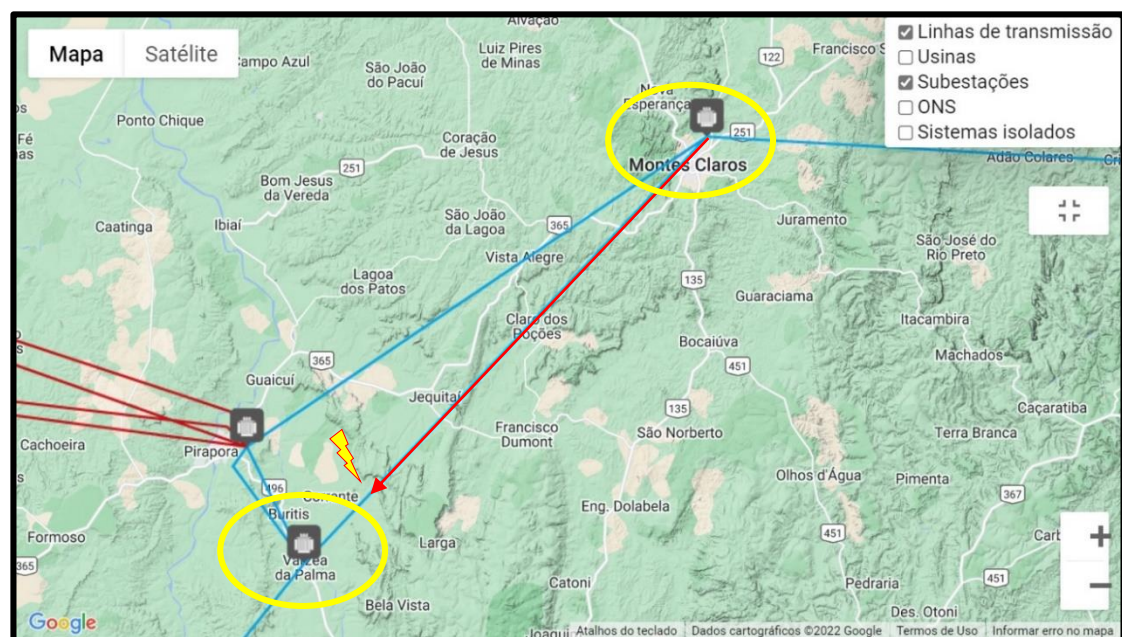 Mapa
Satélite
Linhas de transmissão
Usinas
Subestações
ONS
Sistemas isolados
Alvação
Luiz Pires
de Minas
Campo Azul
São João
do Pacuí
122
Francisco S
Ponto Chique
Nova
Esperança
251
Coração
de Jesus
251
Montes Claros
Adão Colares
Fé
Bom Jesus
da Vereda
Caatinga
Ibiaí
São João
da Lagoa
365
Juramento
São José do
Rio Preto
Vista Alegre
Lagoa
dos Patos
135
Guaraciama
Claro dos
Poções
Itacambira
Bocaiúva
365
451
Machados
Guaicuí
Jequitaí
135
Caçaratiba
Cachoeira
Pirapora
Francisco
Dumont
São Norberto
Terra Branca
496
Corrente
Buritis
Olhos d'Água
Pimenta
367
Eng. Dolabela
Formoso
365
Várzea
da Palma
Larga
451
Catoni
451
Pedraria
Bela Vista
Des. Otoni
Google
Joaqui
Atalhos do teclado
Dados cartográficos ©2022 Google
Termos de Uso
Informar erro no mapa